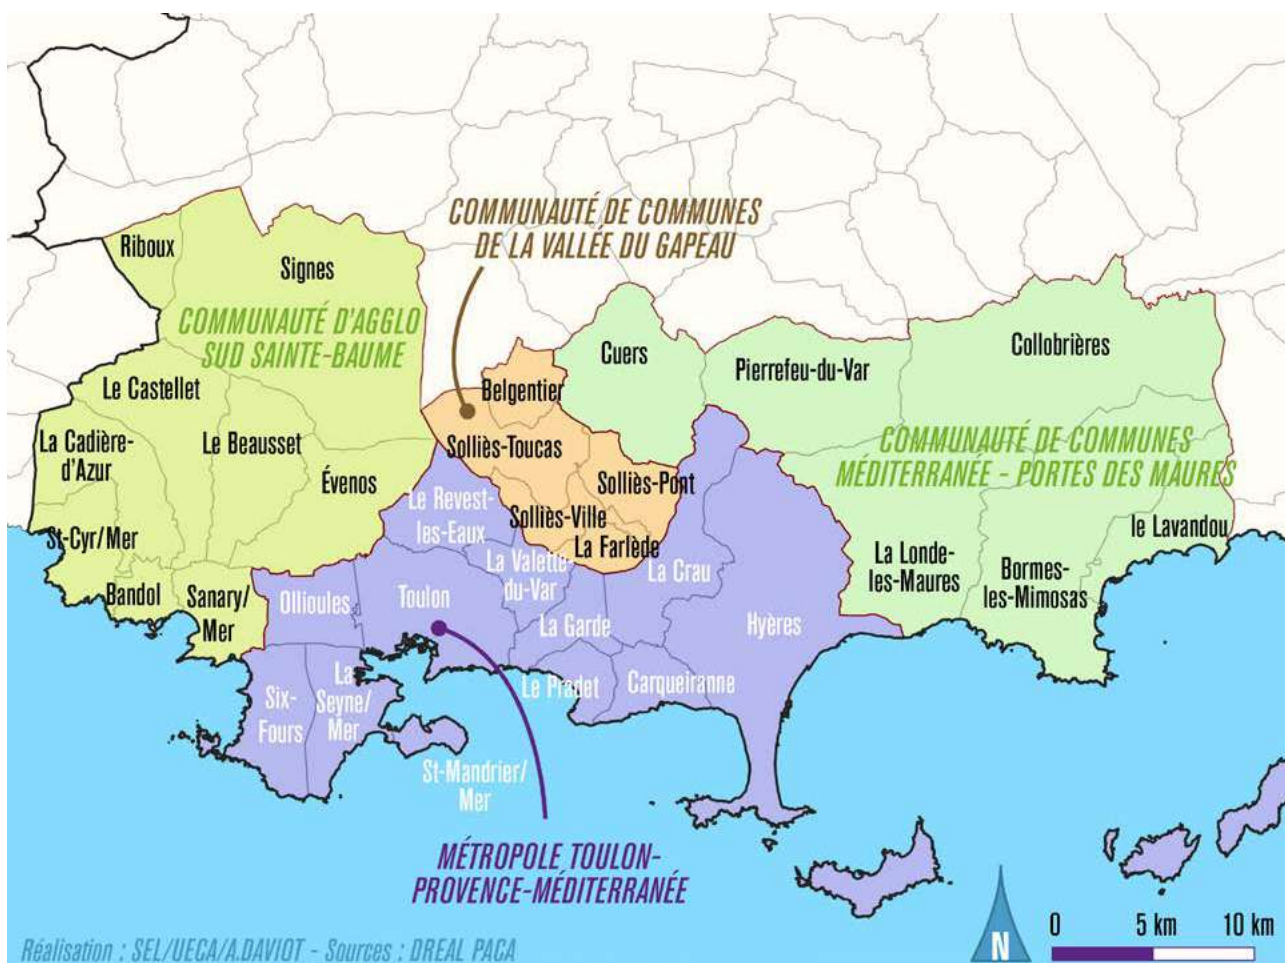 COMMUNAUTÉ DE COMMUNES
DE LA VALLÉE DU GAPEAU
Riboux
Signes
COMMUNAUTÉ D'AGGLO
SUD SAINTE-BAUME
Cuers
Collobrières
Pierrefeu-du-Var
Belgentier
Le Castellet
La Cadière-
d'Azur
Le Beausset
Solliès-Toucas
COMMUNAUTÉ DE COMMUNES
MÉDITERRANÉE - PORTES DES MAURES
Évenos
Solliès-Pont
Le Revest-
les-Eaux
Solliès-Ville
le Lavandou
St-Cyr/Mer
La Farlède
La Valette-
du-Var
La Crau
La Londe-
les-Maures
Bormes-
les-Mimosas
Bandol
Sanary/
Mer
Ollioules
Toulon
La Garde
Hyères
Le Pradet
Carqueiranne
Six-
Fours
La
Seyne/
Mer
St-Mandrier/
Mer
MÉTROPOLE TOULON-
PROVENCE-MÉDITERRANÉE
N
0 5 km 10 km
Réalisation : SEL/UECA/A.DAVIOT - Sources : DREAL PACA